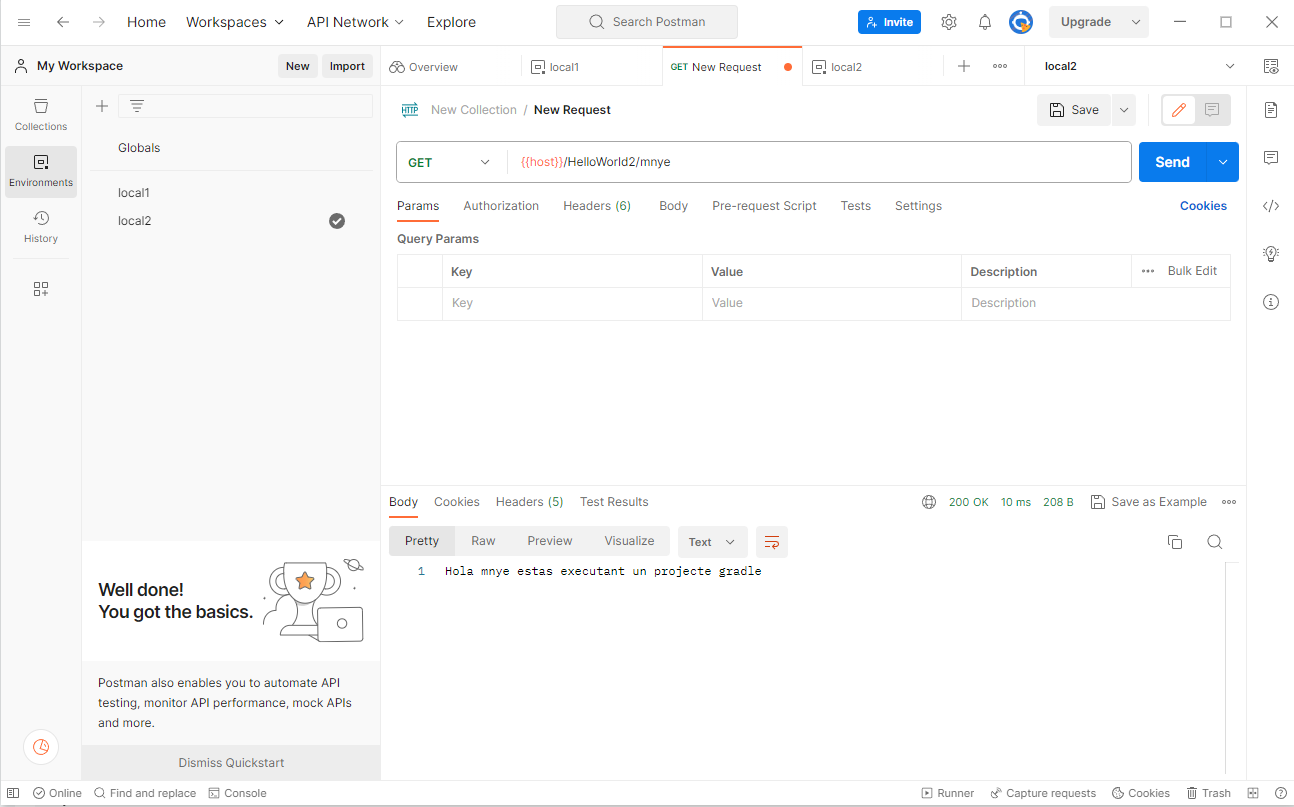 Home Workspaces API Network Explore Search Postman Invite Upgrade
My Workspace New Import Overview local1 GET New Request local2 local2
Collections
Environments
History
Globals
local1
local2
HTTP New Collection / New Request Save
GET {{host}}/HelloWorld2/mnye Send
Params Authorization Headers (6) Body Pre-request Script Tests Settings Cookies
Query Params
Key Value Description Bulk Edit
Key Value Description
Body Cookies Headers (5) Test Results 200 OK 10 ms 208 B Save as Example
Pretty Raw Preview Visualize Text
1 Hola mnye estas executant un projecte gradle
Well done!
You got the basics.
Postman also enables you to automate API
testing, monitor API performance, mock APIs
and more.
Dismiss Quickstart
Online Find and replace Console Runner Capture requests Cookies Trash